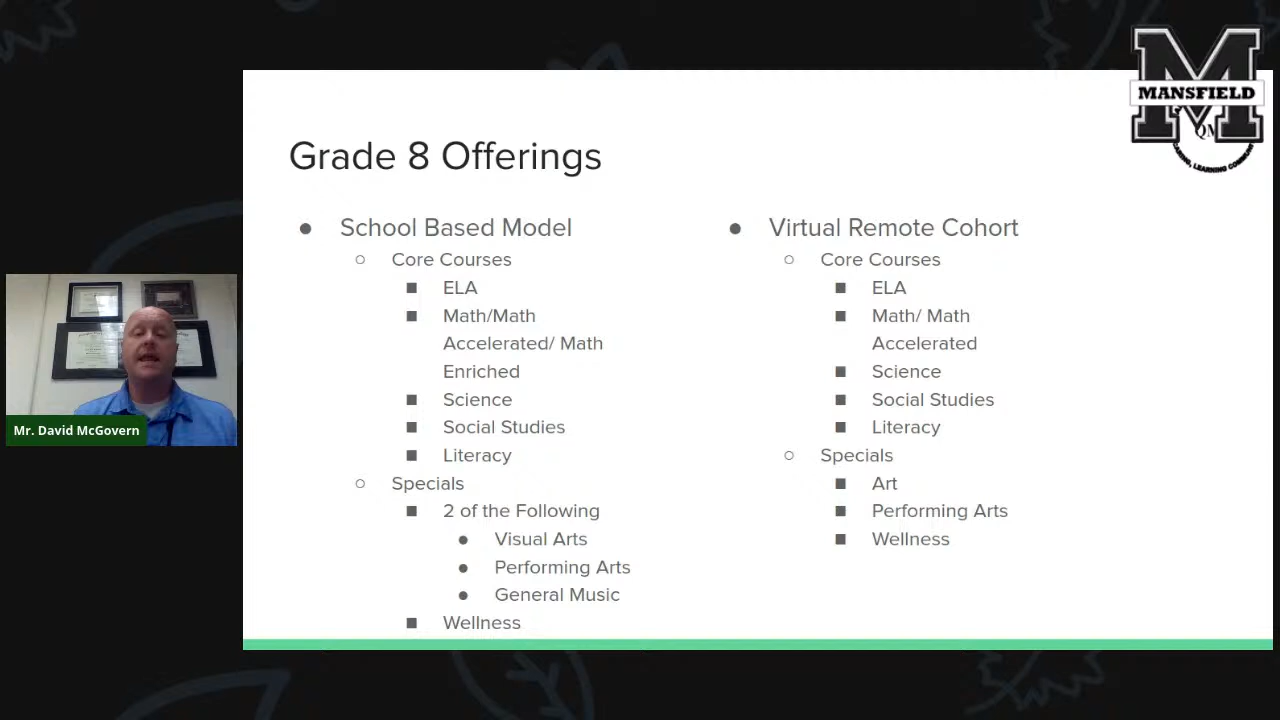 MANSFIELD
QM
Grade 8 Offerings
School Based Model
Core Courses
ELA
Math/Math
Accelerated/ Math
Enriched
Science
Social Studies
Literacy
Specials
2 of the Following
Visual Arts
Performing Arts
General Music
Wellness
Virtual Remote Cohort
Core Courses
ELA
Math/ Math
Accelerated
Science
Social Studies
Literacy
Specials
Art
Performing Arts
Wellness
Mr. David McGovern